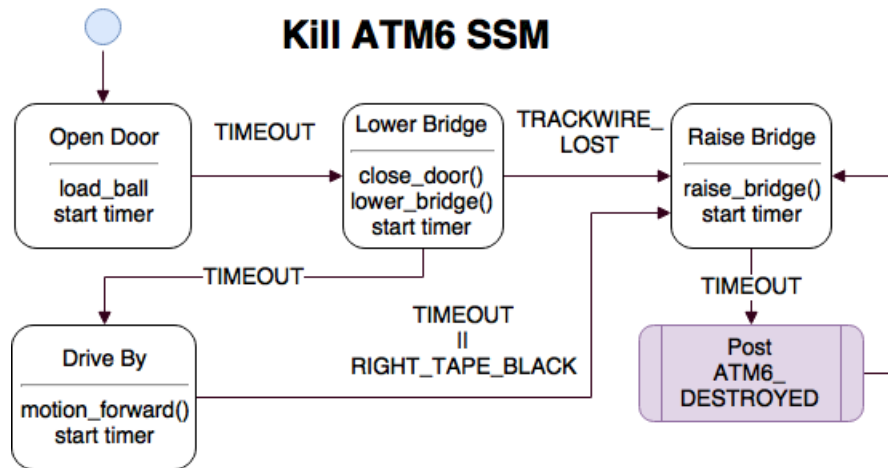 Kill ATM6 SSM
Open Door
load_ball
start timer
TIMEOUT
Lower Bridge
close_door()
lower_bridge()
start timer
TRACKWIRE_
LOST
Raise Bridge
raise_bridge()
start timer
TIMEOUT
TIMEOUT
Drive By
motion_forward()
start timer
TIMEOUT
II
RIGHT_TAPE_BLACK
Post
ATM6_
DESTROYED